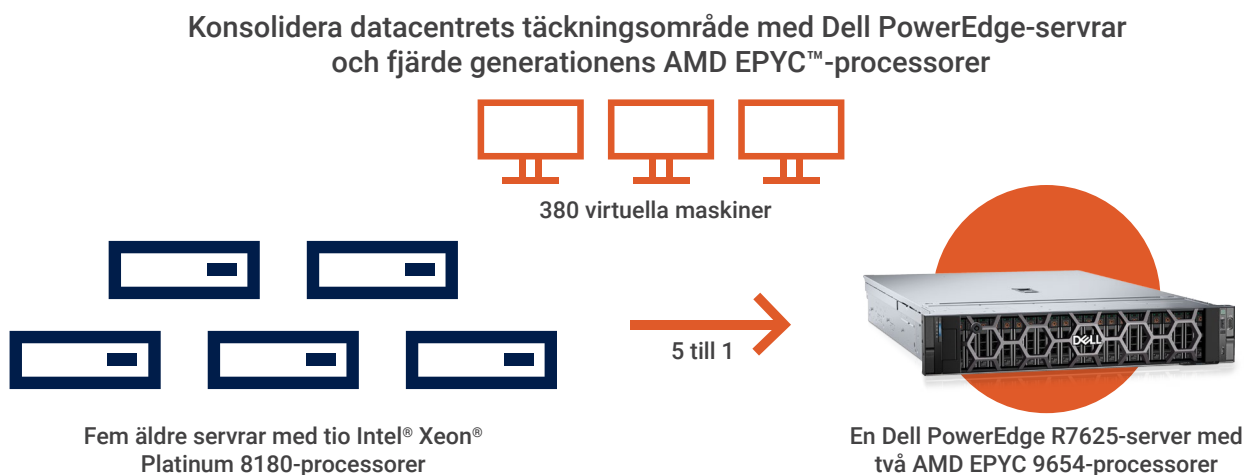 Konsolidera datacentrets täckningsområde med Dell PowerEdge-servrar
och fjärde generationens AMD EPYC™-processorer
380 virtuella maskiner
5 till 1
DELL
Fem äldre servrar med tio Intel® Xeon®
Platinum 8180-processorer
En Dell PowerEdge R7625-server med
två AMD EPYC 9654-processorer